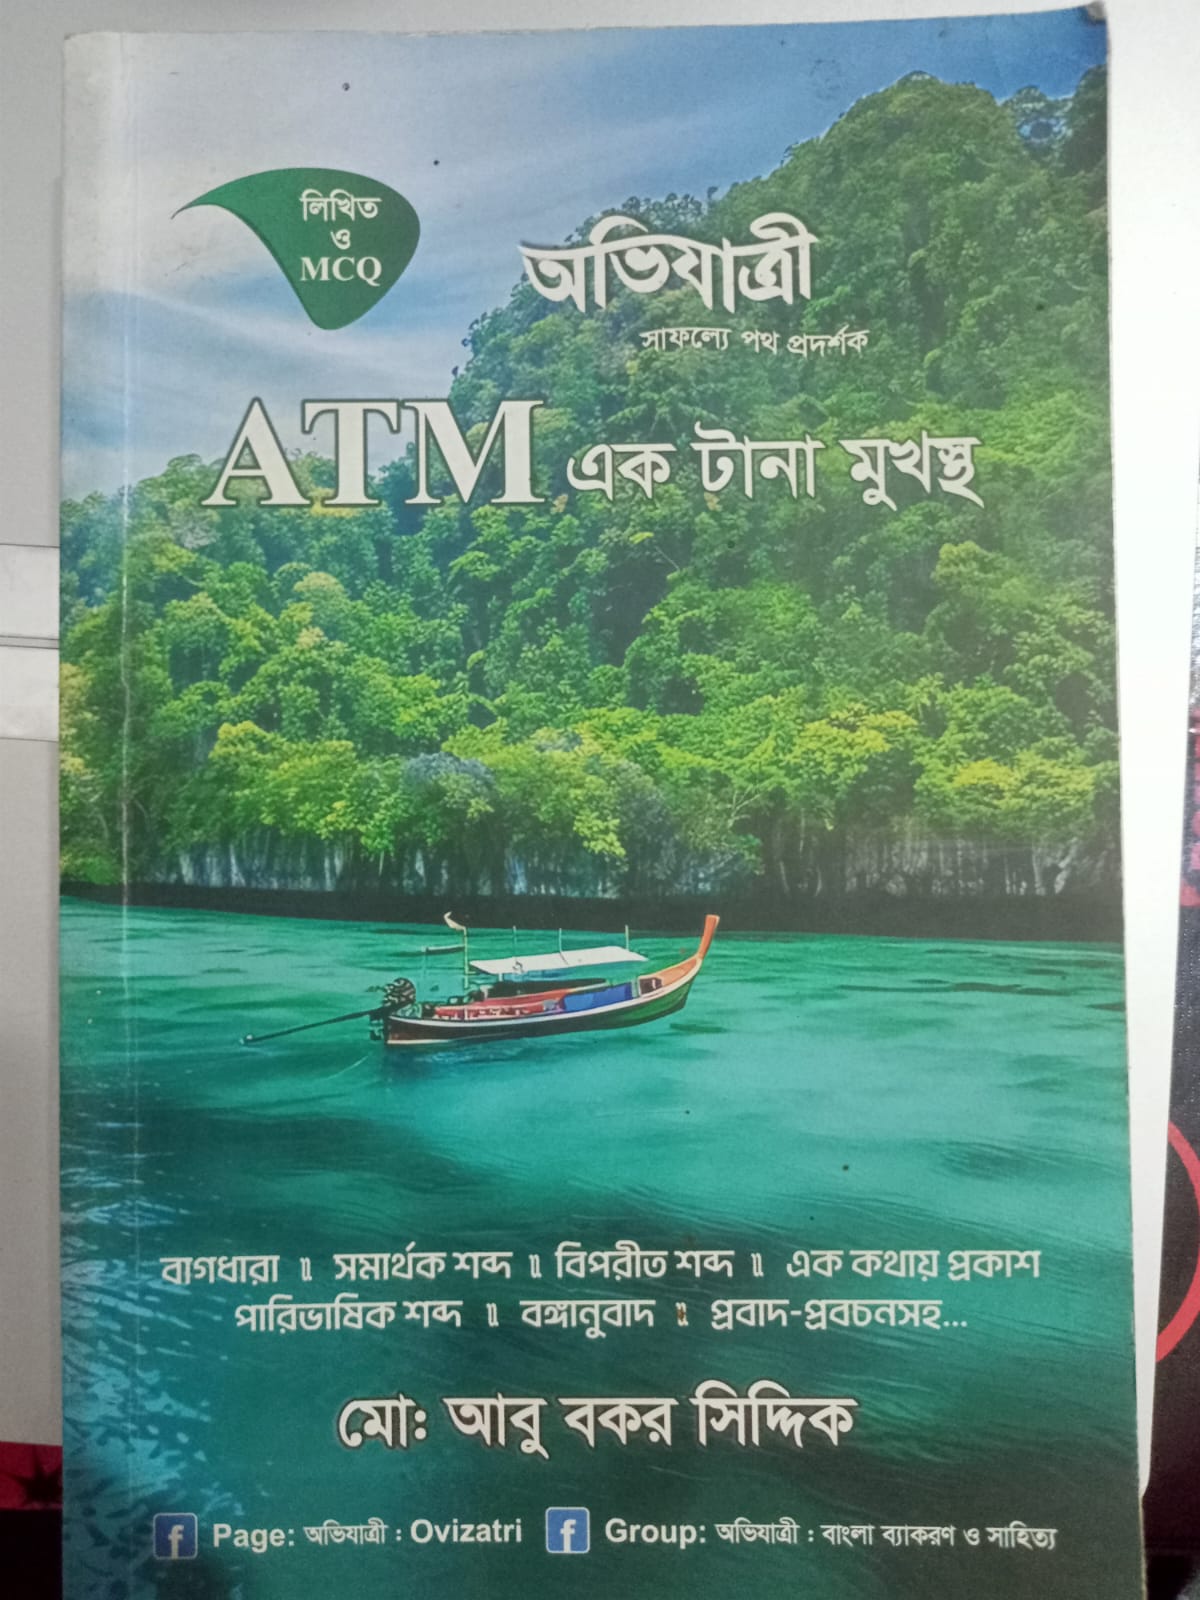 লিখিত
ও
MCQ
অভিযাত্রী
সাফল্যে পথ প্রদর্শক
ATM এক টানা মুখস্থ
বাগধারা ॥ সমার্থক শব্দ ॥ বিপরীত শব্দ ॥ এক কথায় প্রকাশ
পারিভাষিক শব্দ ॥ বঙ্গানুবাদ ॥ প্রবাদ-প্রবচনসহ...
মো: আবু বকর সিদ্দিক
f Page: অভিযাত্রী : Ovizatri f Group: অভিযাত্রী : বাংলা ব্যাকরণ ও সাহিত্য